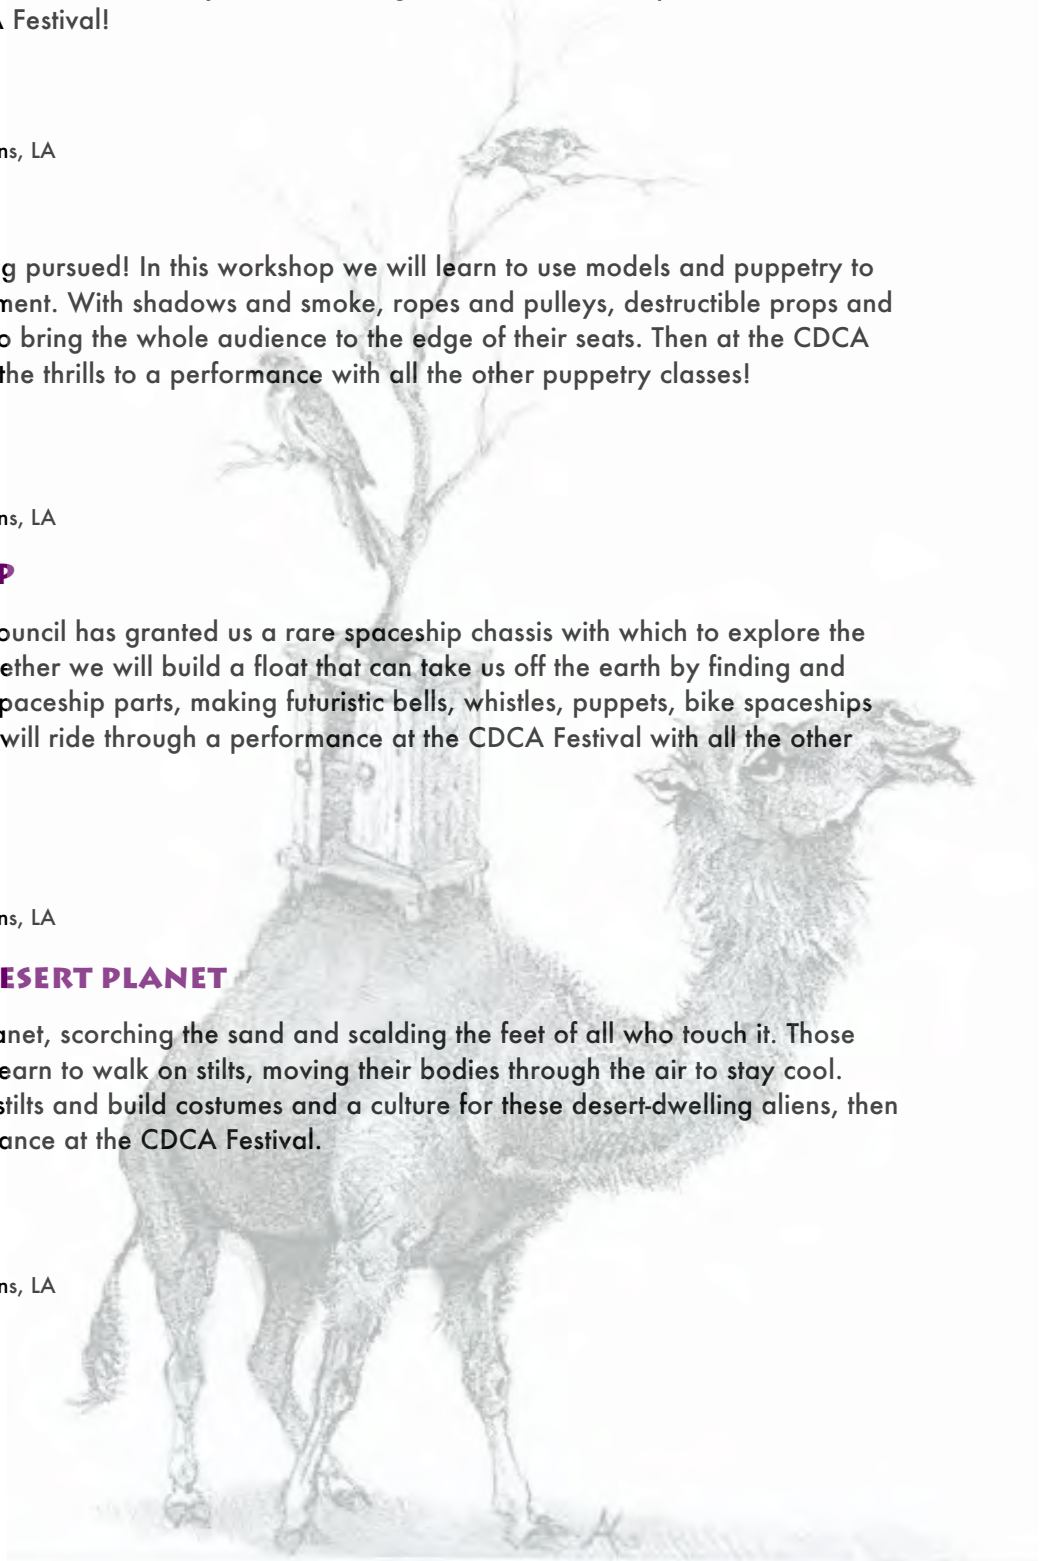 Festival!
ns, LA
g pursued! In this workshop we will learn to use models and puppetry to
ment. With shadows and smoke, ropes and pulleys, destructible props and
o bring the whole audience to the edge of their seats. Then at the CDCA
the thrills to a performance with all the other puppetry classes!
ns, LA
P
ouncil has granted us a rare spaceship chassis with which to explore the
ether we will build a float that can take us off the earth by finding and
paceship parts, making futuristic bells, whistles, puppets, bike spaceships
will ride through a performance at the CDCA Festival with all the other
ns, LA
ESERT PLANET
anet, scorching the sand and scalding the feet of all who touch it. Those
earn to walk on stilts, moving their bodies through the air to stay cool.
stilts and build costumes and a culture for these desert-dwelling aliens, then
ance at the CDCA Festival.
ns, LA